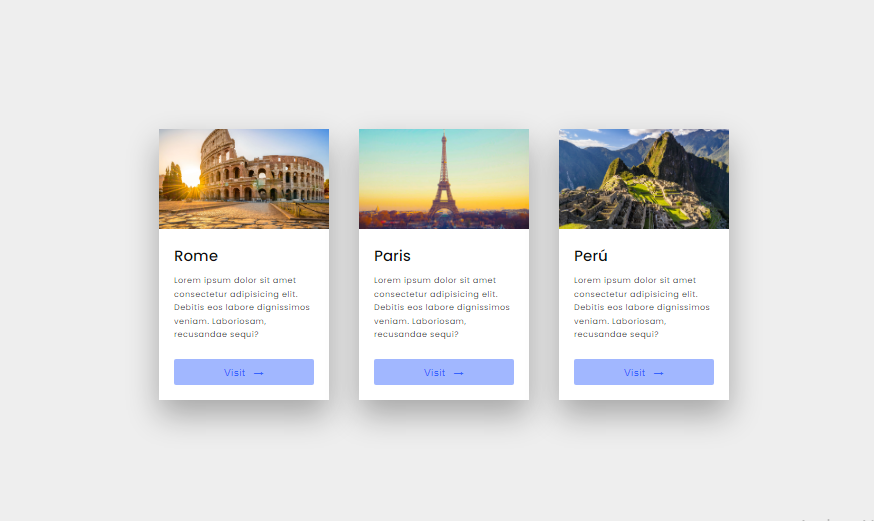 Rome
Lorem ipsum dolor sit amet
consectetur adipisicing elit.
Debitis eos labore dignissimos
veniam. Laboriosam,
recusandae sequi?
Visit →
Paris
Lorem ipsum dolor sit amet
consectetur adipisicing elit.
Debitis eos labore dignissimos
veniam. Laboriosam,
recusandae sequi?
Visit →
Perú
Lorem ipsum dolor sit amet
consectetur adipisicing elit.
Debitis eos labore dignissimos
veniam. Laboriosam,
recusandae sequi?
Visit →